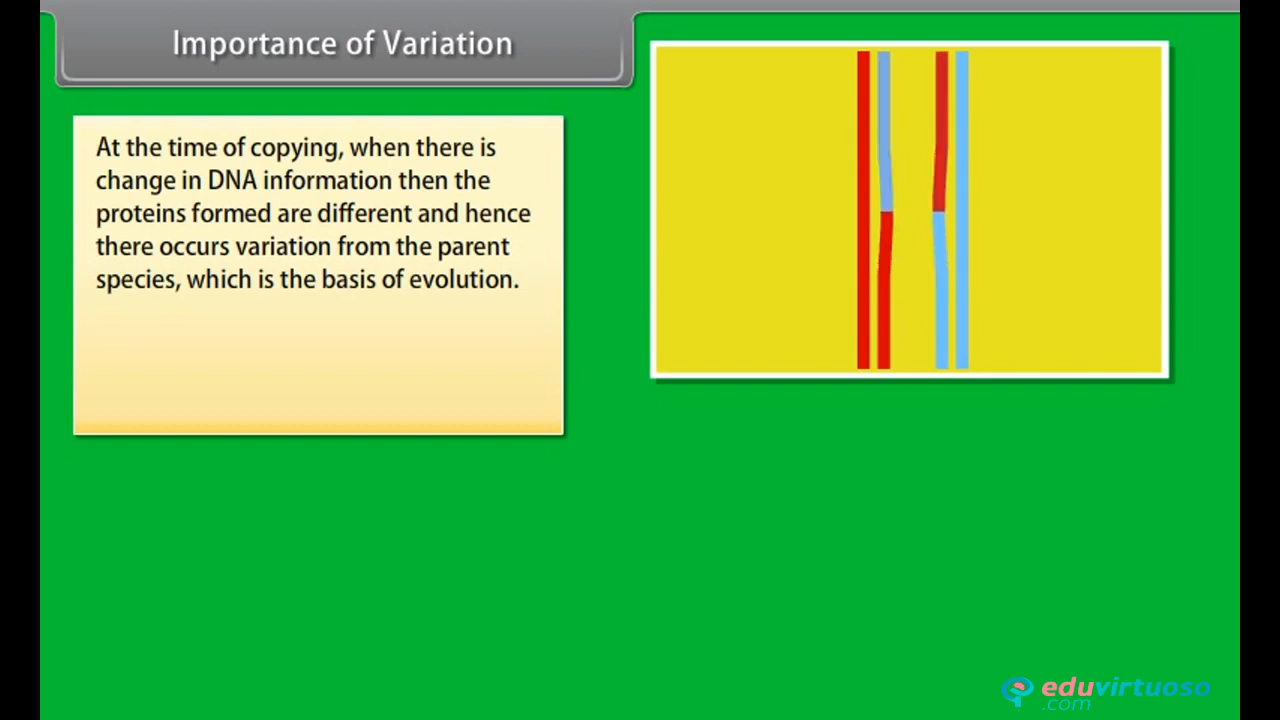 Importance of Variation
At the time of copying, when there is
change in DNA information then the
proteins formed are different and hence
there occurs variation from the parent
species, which is the basis of evolution.
eduvirtuoso
.com